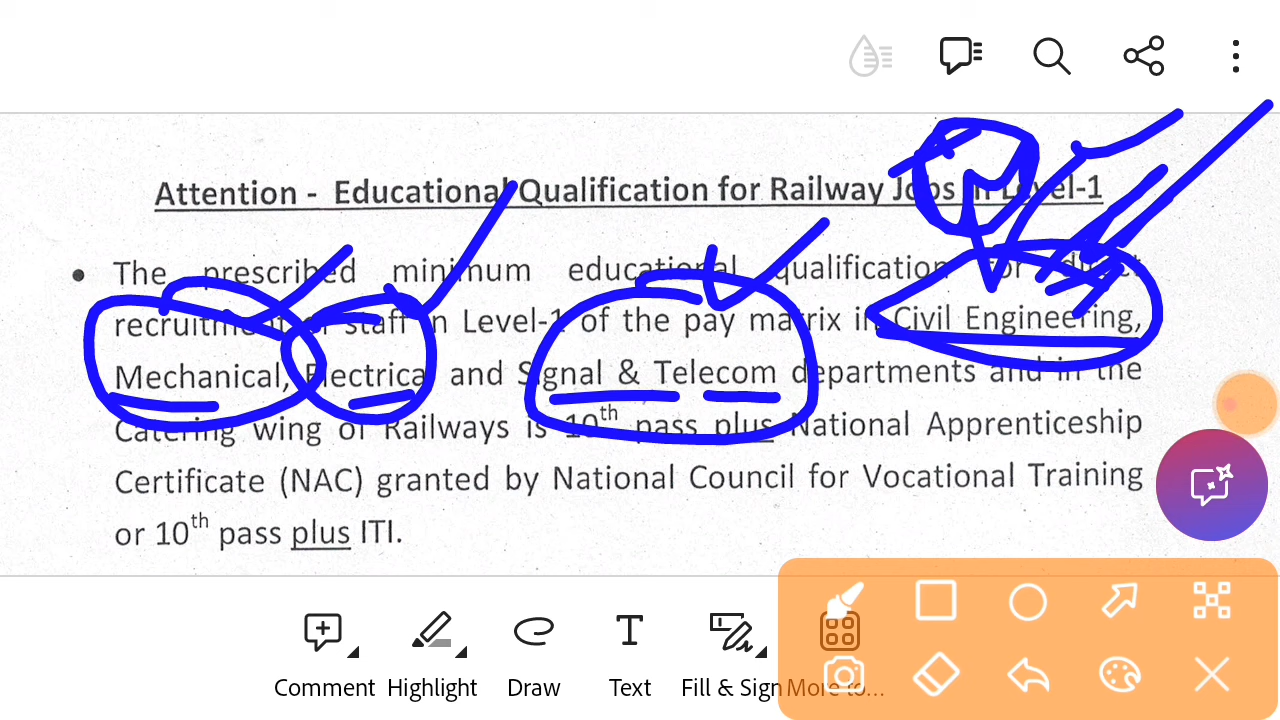 Attention - Educational Qualification for Railway Jobs in Level-1
• The prescribed minimum educational qualification for direct
recruitment of staff in Level-1 of the pay matrix in Civil Engineering,
Mechanical, Electrical and Signal & Telecom departments and in the
Catering wing of Railways is 10th pass plus National Apprenticeship
Certificate (NAC) granted by National Council for Vocational Training
or 10th pass plus ITI.
Comment Highlight Draw Text Fill & Sign More to...